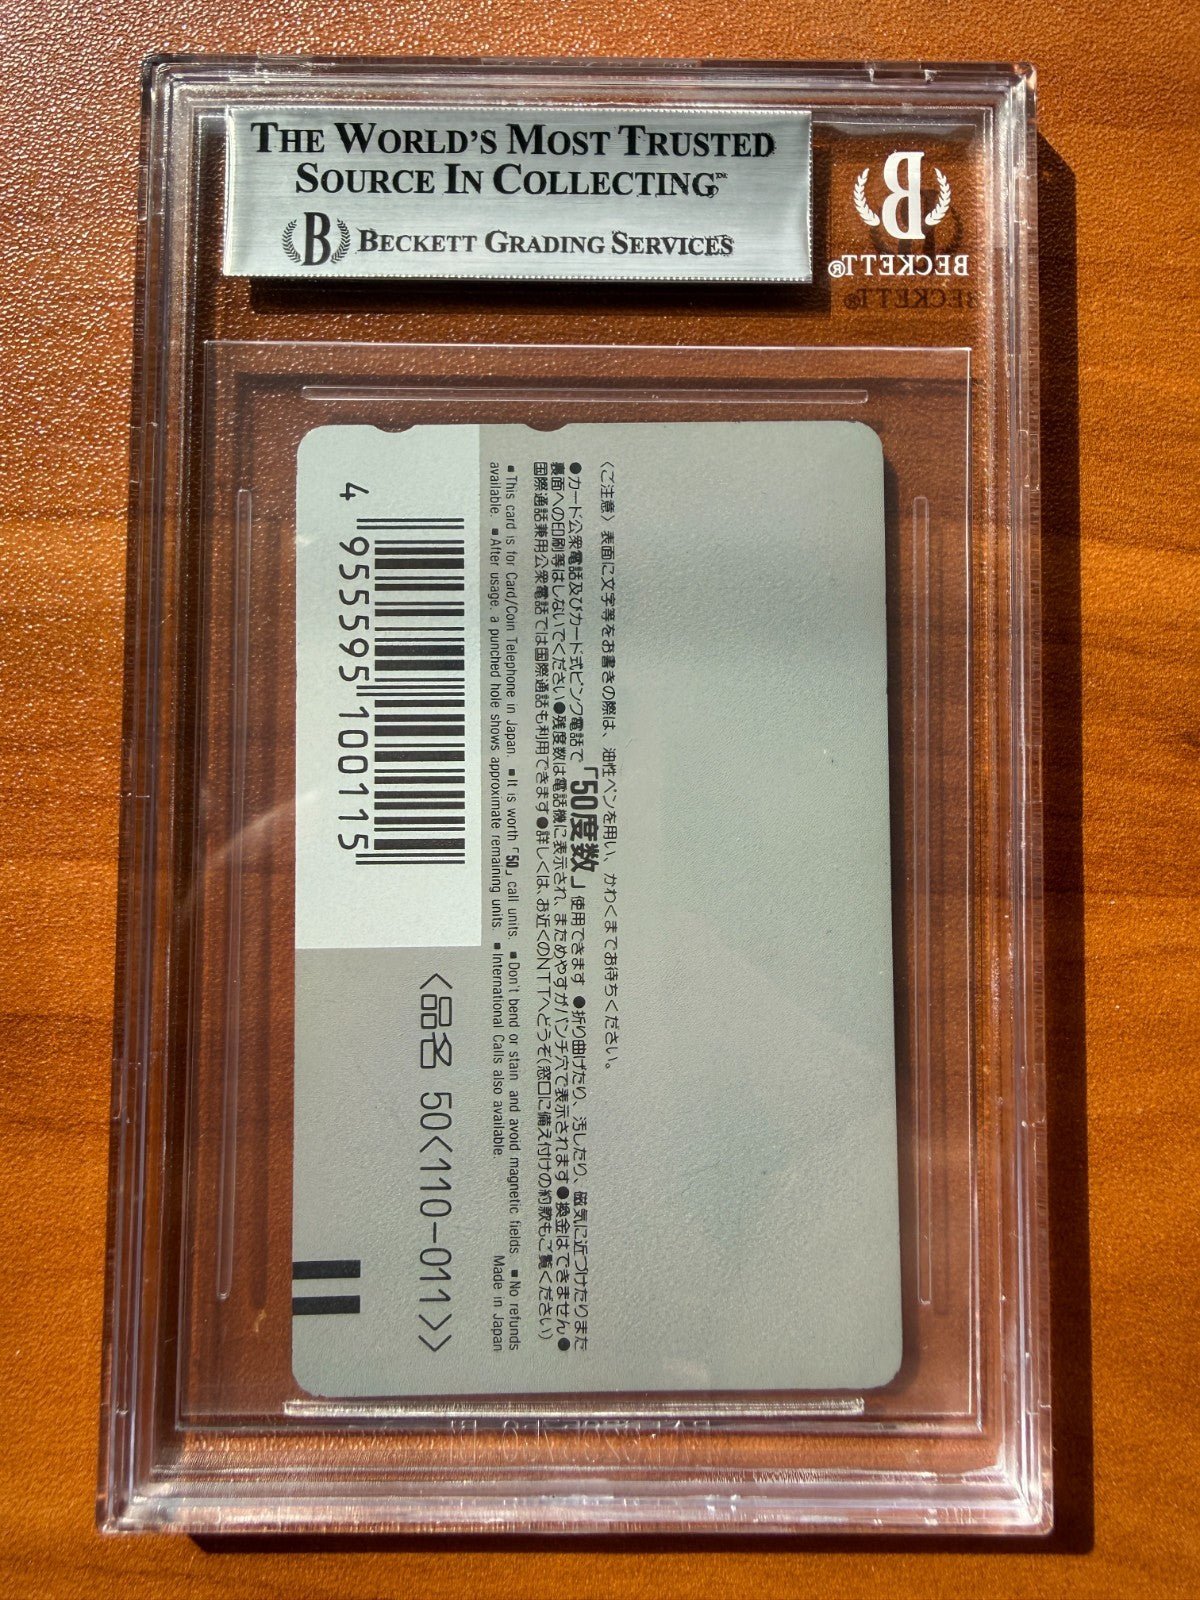 THE WORLD'S MOST TRUSTED
SOURCE IN COLLECTING™
B BECKETT GRADING SERVICES
B
BECKETT®
〈ご注意〉表面に文字等をお書きの際は、油性ペンを用い、かわくまでお待ちください。
●カード公衆電話及びカード式ピンク電話で「50度数」使用できます ●折り曲げたり、汚したり、磁気に近づけたりまた
裏面への印刷等はしないでください●残度数は電話機に表示され、まためやすがパンチ穴で表示されます●換金はできません●
国際通話兼用公衆電話では国際通話も利用できます●詳しくは、お近くのNTTへどうぞ(窓口に備え付けの約款もご覧ください)
■This card is for Card/Coin Telephone in Japan. ■It is worth「50」call units. ■Don't bend or stain and avoid magnetic fields. ■No refunds
available. ■After usage, a punched hole shows approximate remaining units. ■International Calls also available. Made in Japan
4 955595 100115
〈品名 50〈110-011〉〉